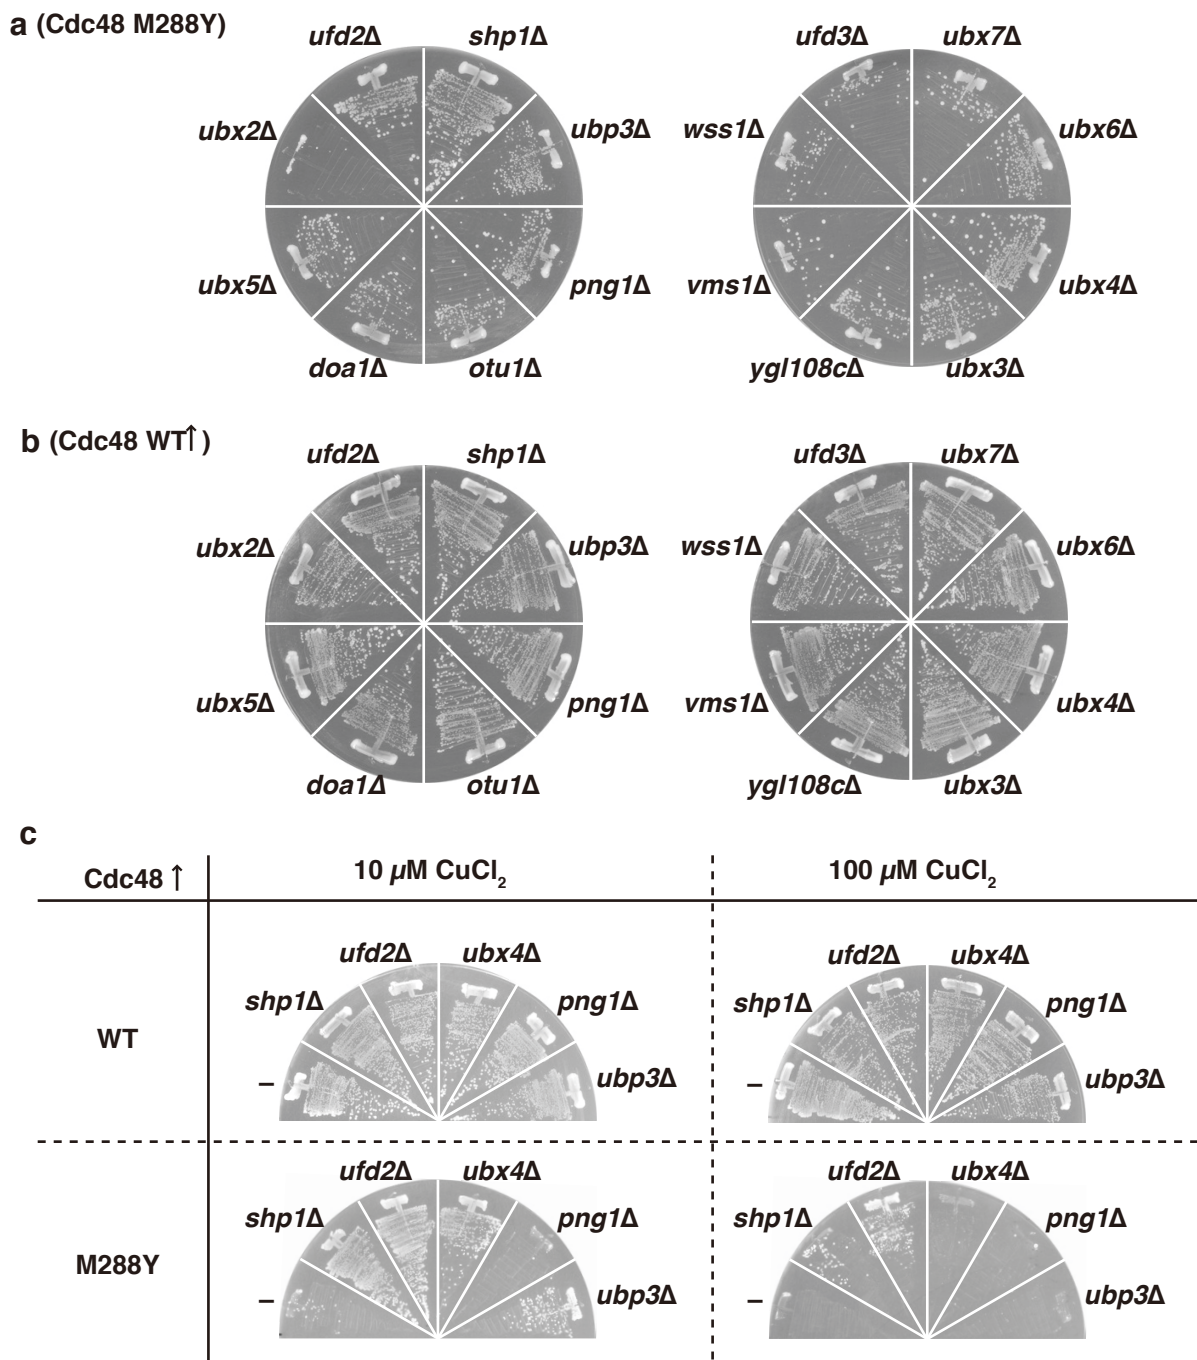 a (Cdc48 M288Y)
ufd2Δ shp1Δ ufd3Δ ubx7Δ
ubx2Δ ubp3Δ wss1Δ ubx6Δ
ubx5Δ png1Δ vms1Δ ubx4Δ
doa1Δ otu1Δ ygl108cΔ ubx3Δ
b (Cdc48 WT↑)
ufd2Δ shp1Δ ufd3Δ ubx7Δ
ubx2Δ ubp3Δ wss1Δ ubx6Δ
ubx5Δ png1Δ vms1Δ ubx4Δ
doa1Δ otu1Δ ygl108cΔ ubx3Δ
c
Cdc48 ↑ 10 µM CuCl₂ 100 µM CuCl₂
ufd2Δ ubx4Δ ufd2Δ ubx4Δ
shp1Δ png1Δ shp1Δ png1Δ
WT
– ubp3Δ – ubp3Δ
ufd2Δ ubx4Δ ufd2Δ ubx4Δ
shp1Δ png1Δ shp1Δ png1Δ
M288Y
– ubp3Δ – ubp3Δ